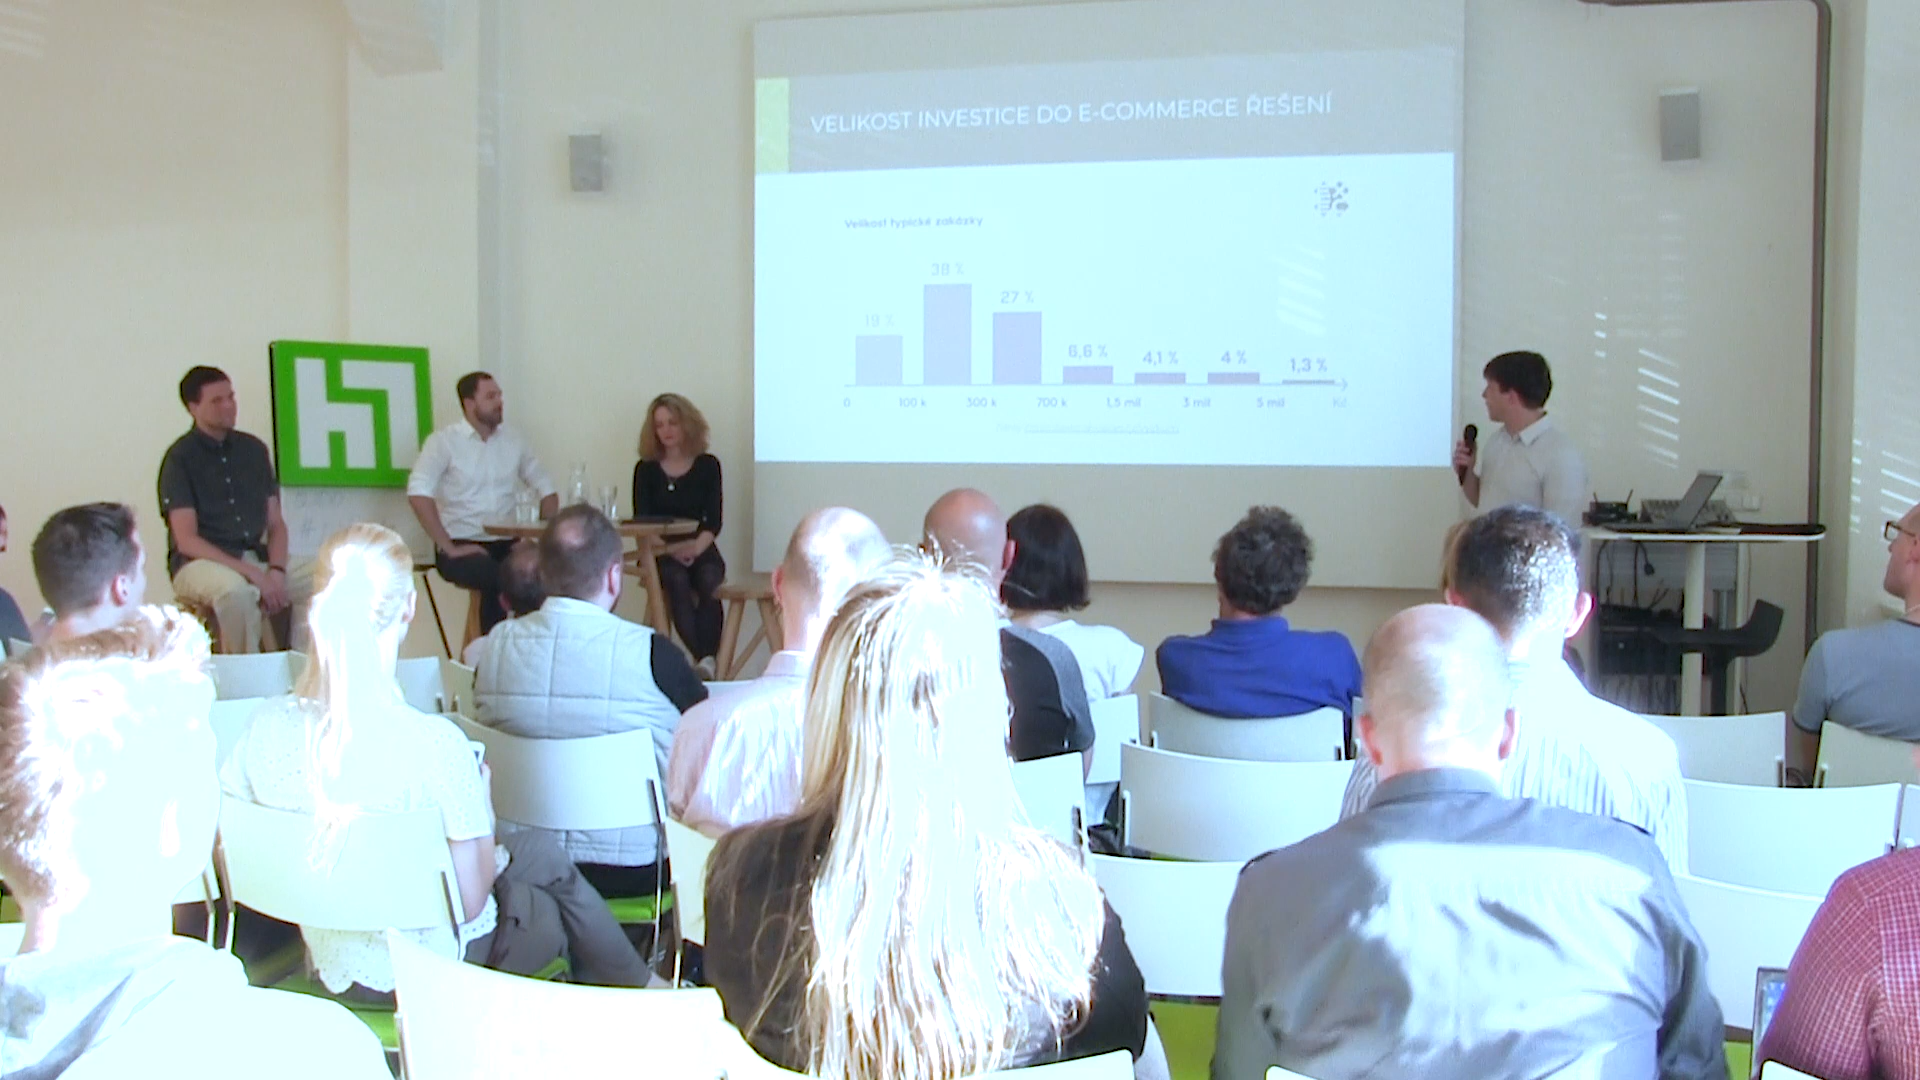 VELIKOST INVESTICE DO E-COMMERCE ŘEŠENÍ
Velikost typické zakázky
19 %
38 %
27 %
6,6 %
4,1 %
4 %
1,3 %
0 100 k 300 k 700 k 1,5 mil 3 mil 5 mil Kč